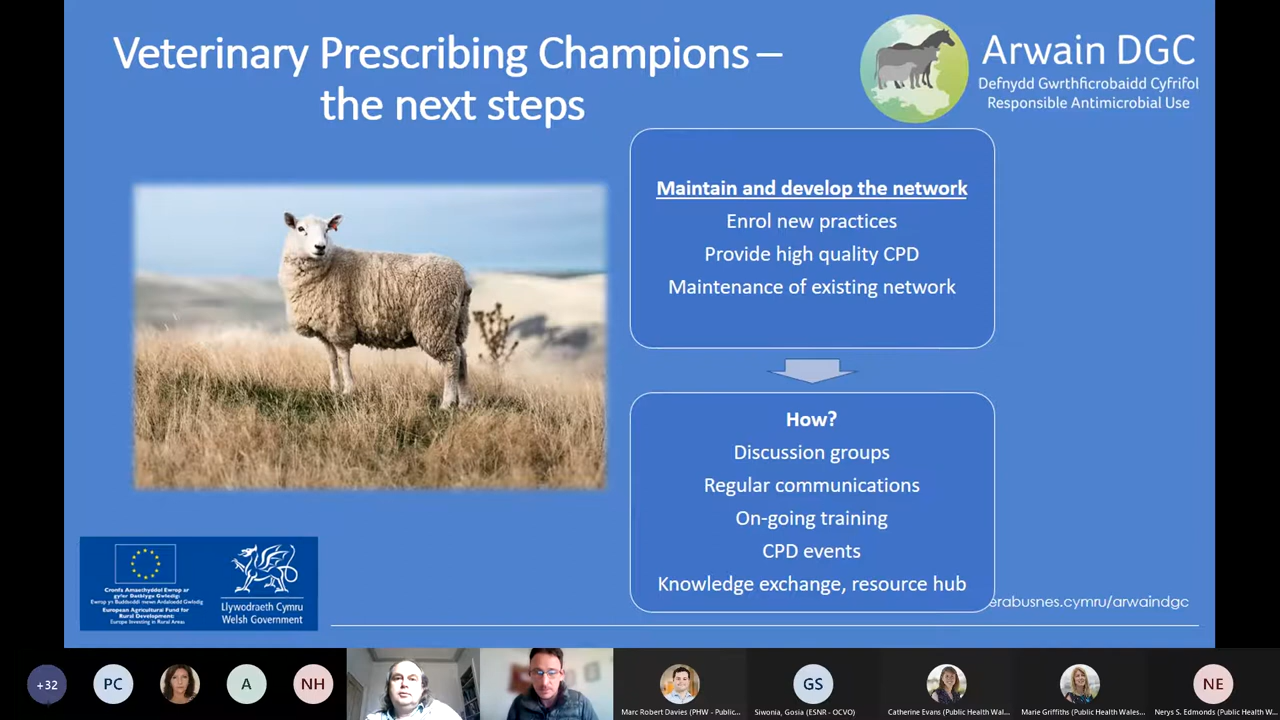 Veterinary Prescribing Champions –
the next steps
Arwain DGC
Defnydd Gwrthficrobaidd Cyfrifol
Responsible Antimicrobial Use
Maintain and develop the network
Enrol new practices
Provide high quality CPD
Maintenance of existing network
How?
Discussion groups
Regular communications
On-going training
CPD events
Knowledge exchange, resource hub
erabusnes.cymru/arwaindgc
Cronfa Amaethyddol Ewrop ar
gyfer Datblygu Gwledig:
Ewrop yn Buddsoddi mewn Ardaloedd Gwledig
European Agricultural Fund for
Rural Development:
Europe Investing in Rural Areas
Llywodraeth Cymru
Welsh Government
+32
PC
A
NH
Marc Robert Davies (PHW - Public...
GS
Siwonia, Gosia (ESNR - OCVO)
Catherine Evans (Public Health Wal...
Marie Griffiths (Public Health Wales...
NE
Nerys S. Edmonds (Public Health W...